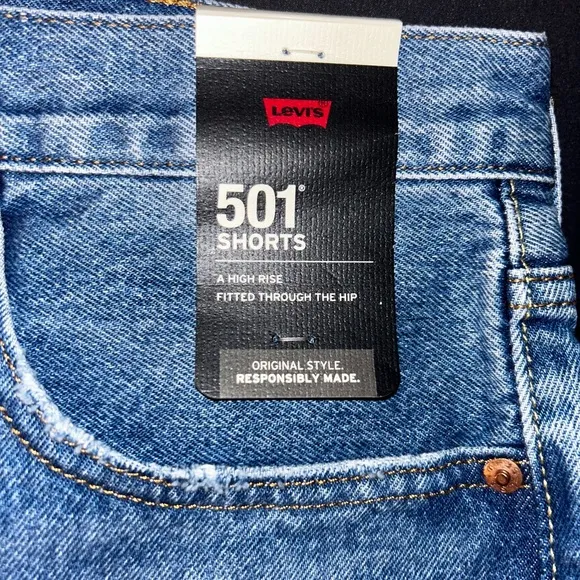 LEVI'S
501®
SHORTS
A HIGH RISE
FITTED THROUGH THE HIP
ORIGINAL STYLE.
RESPONSIBLY MADE.